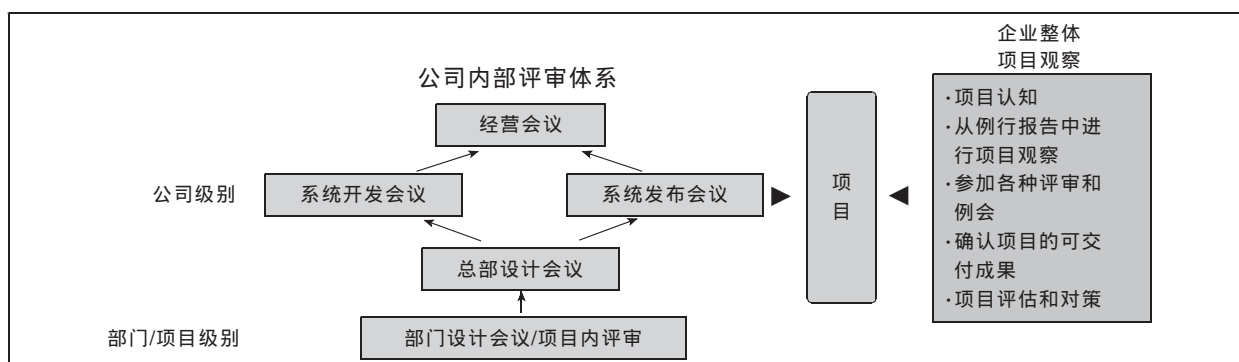 企业整体
项目观察
公司内部评审体系
经营会议
公司级别
系统开发会议
系统发布会议
总部设计会议
部门/项目级别
部门设计会议/项目内评审
项
目
·项目认知
·从例行报告中进
行项目观察
·参加各种评审和
例会
·确认项目的可交
付成果
·项目评估和对策